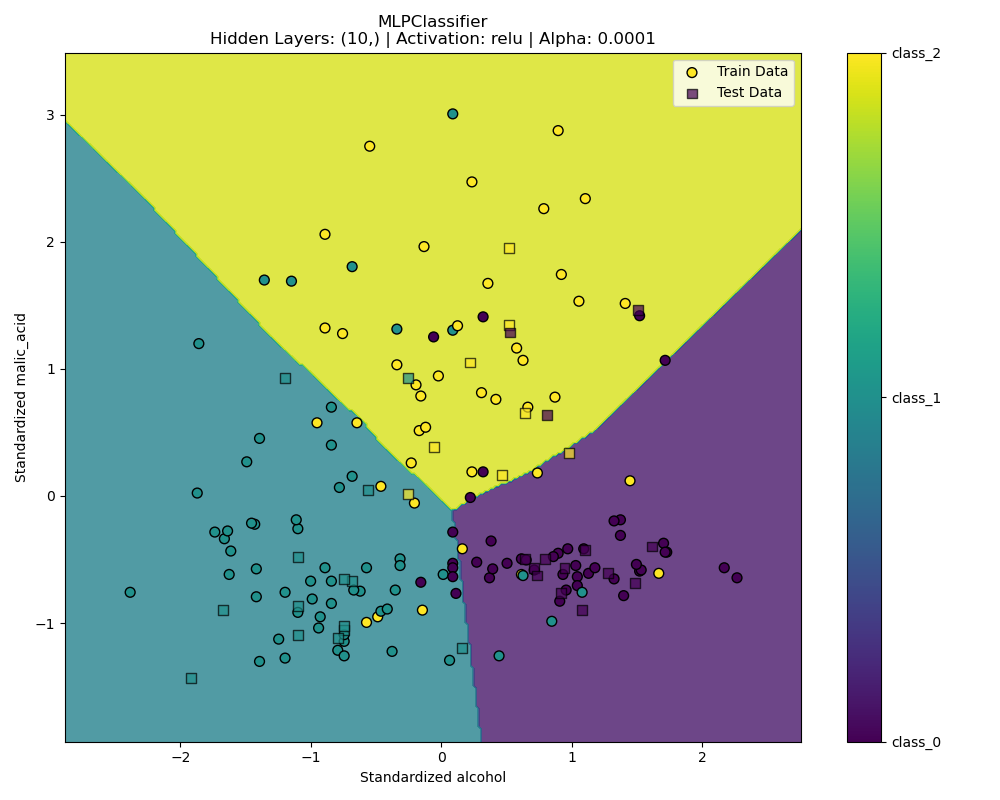 MLPClassifier
Hidden Layers: (10,) | Activation: relu | Alpha: 0.0001
Train Data
Test Data
class_2
class_1
class_0
Standardized malic_acid
3
2
1
0
−1
−2
−1
0
1
2
Standardized alcohol